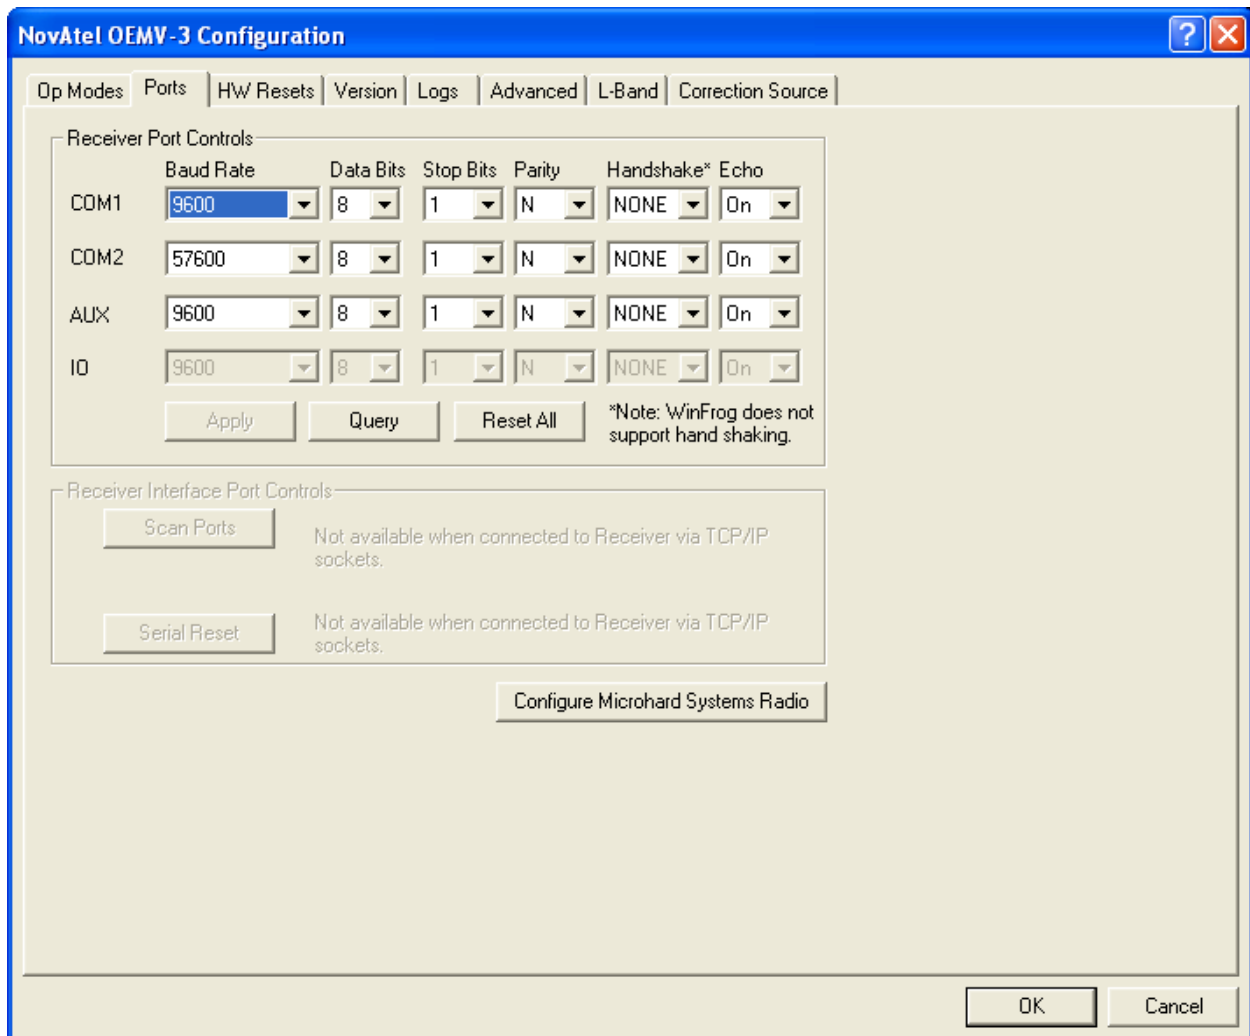 NovAtel OEMV-3 Configuration
Op Modes Ports HW Resets Version Logs Advanced L-Band Correction Source
Receiver Port Controls
Baud Rate Data Bits Stop Bits Parity Handshake* Echo
COM1 9600 8 1 N NONE On
COM2 57600 8 1 N NONE On
AUX 9600 8 1 N NONE On
IO 9600 8 1 N NONE On
Apply Query Reset All
*Note: WinFrog does not
support hand shaking.
Receiver Interface Port Controls
Scan Ports
Not available when connected to Receiver via TCP/IP
sockets.
Serial Reset
Not available when connected to Receiver via TCP/IP
sockets.
Configure Microhard Systems Radio
OK Cancel